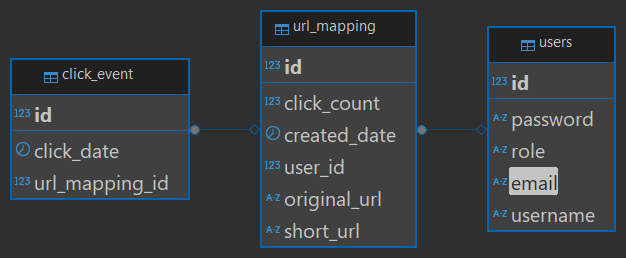 click_event
123 id
click_date
123 url_mapping_id
url_mapping
123 id
123 click_count
created_date
123 user_id
A-Z original_url
A-Z short_url
users
123 id
A-Z password
A-Z role
A-Z email
A-Z username